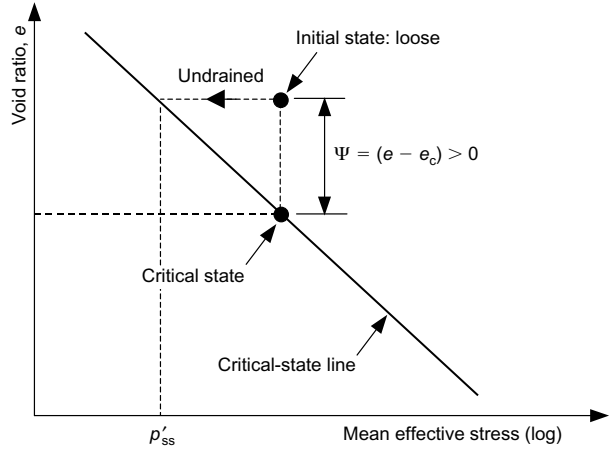 Void ratio, e
Initial state: loose
Undrained
Ψ = (e − e_c) > 0
Critical state
Critical-state line
p′_ss
Mean effective stress (log)